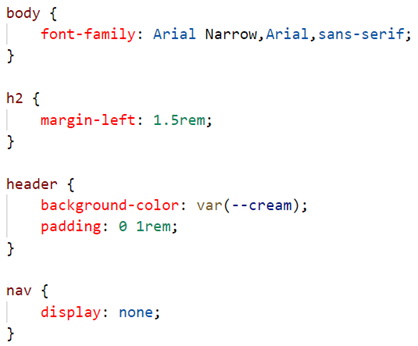 body {
    font-family: Arial Narrow,Arial,sans-serif;
}

h2 {
    margin-left: 1.5rem;
}

header {
    background-color: var(--cream);
    padding: 0 1rem;
}

nav {
    display: none;
}